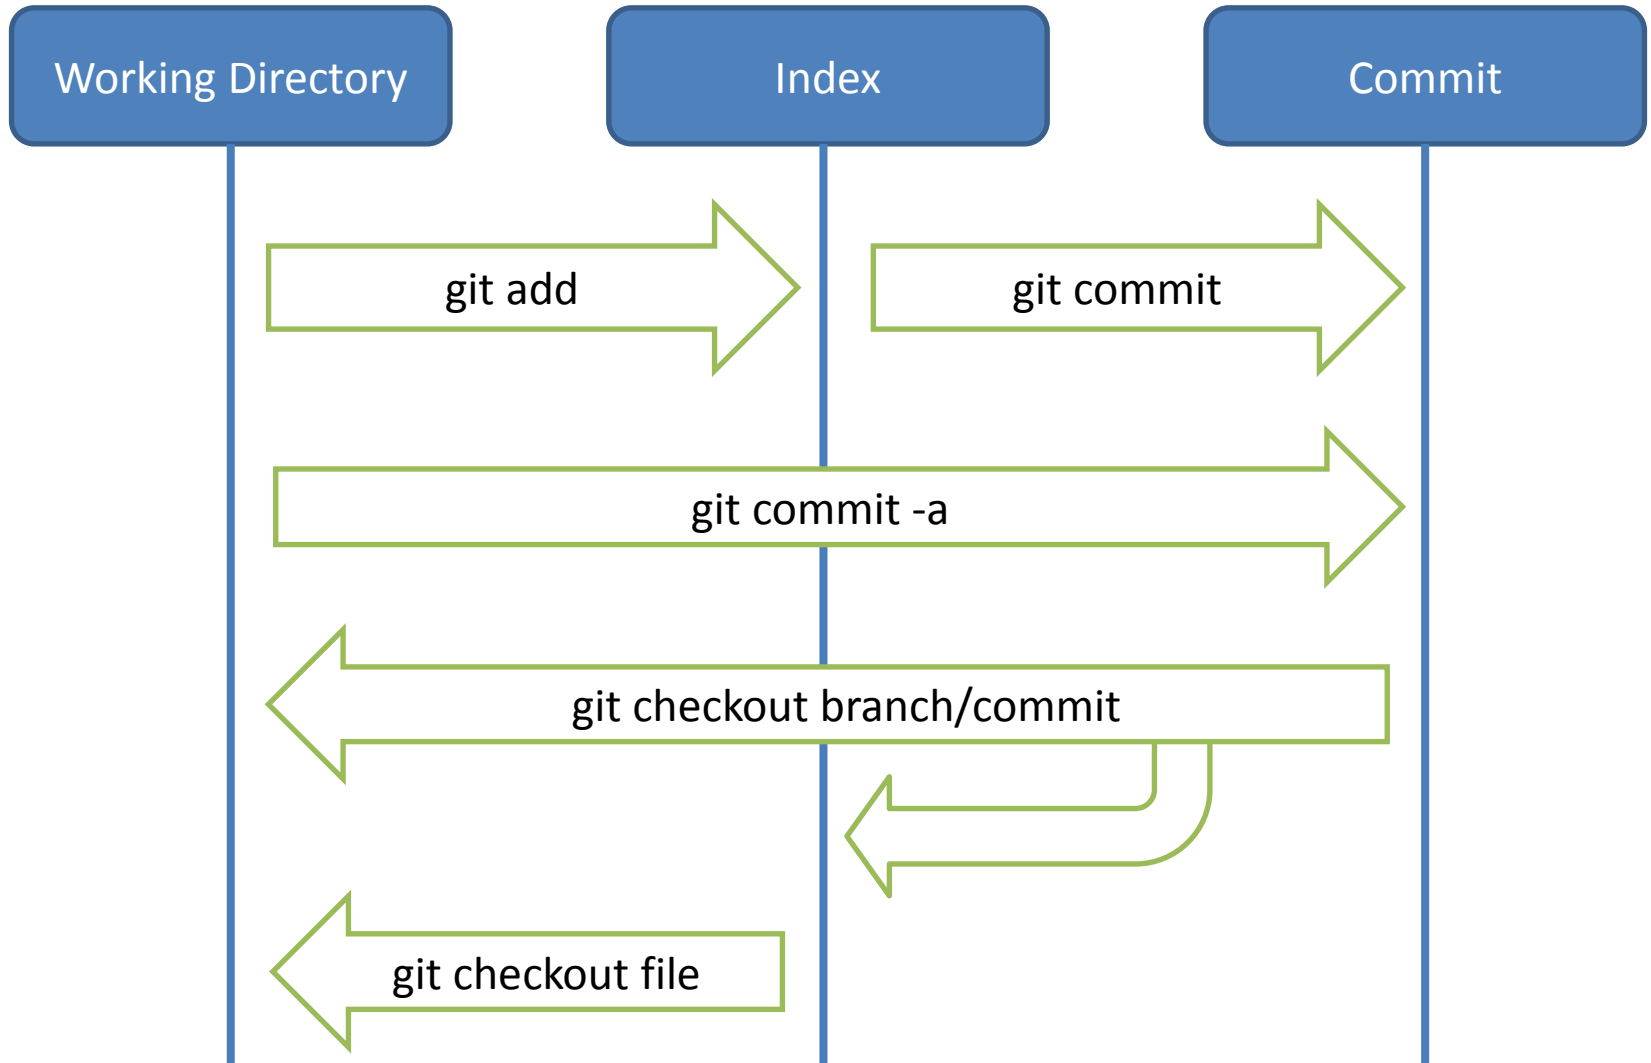 Working Directory
Index
Commit
git add
git commit
git commit -a
git checkout branch/commit
git checkout file